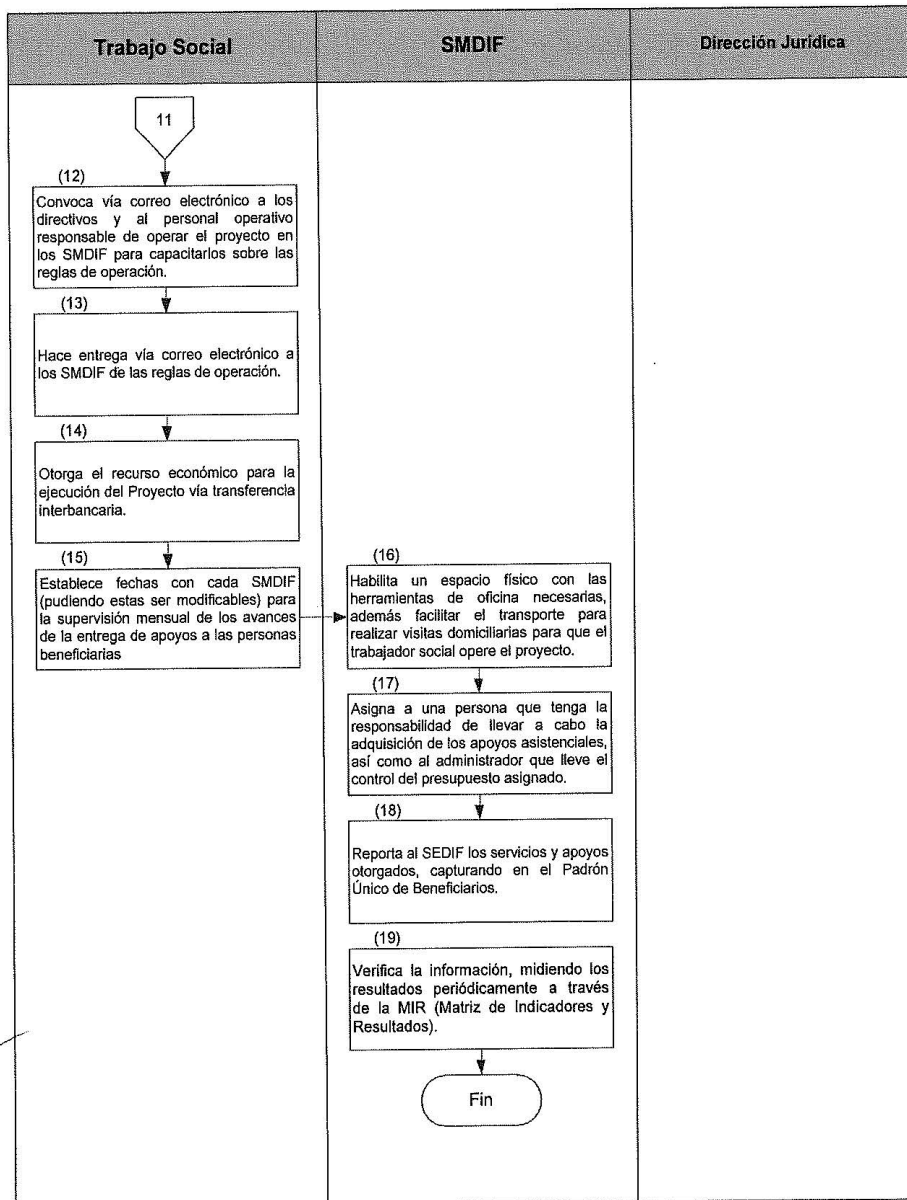 Trabajo Social
SMDIF
Dirección Jurídica
11
(12)
Convoca vía correo electrónico a los
directivos y al personal operativo
responsable de operar el proyecto en
los SMDIF para capacitarlos sobre las
reglas de operación.
(13)
Hace entrega vía correo electrónico a
los SMDIF de las reglas de operación.
(14)
Otorga el recurso económico para la
ejecución del Proyecto vía transferencia
interbancaria.
(15)
Establece fechas con cada SMDIF
(pudiendo estas ser modificables) para
la supervisión mensual de los avances
de la entrega de apoyos a las personas
beneficiarias
(16)
Habilita un espacio físico con las
herramientas de oficina necesarias,
además facilitar el transporte para
realizar visitas domiciliarias para que el
trabajador social opere el proyecto.
(17)
Asigna a una persona que tenga la
responsabilidad de llevar a cabo la
adquisición de los apoyos asistenciales,
así como al administrador que lleve el
control del presupuesto asignado.
(18)
Reporta al SEDIF los servicios y apoyos
otorgados, capturando en el Padrón
Único de Beneficiarios.
(19)
Verifica la información, midiendo los
resultados periódicamente a través
de la MIR (Matriz de Indicadores y
Resultados).
Fin